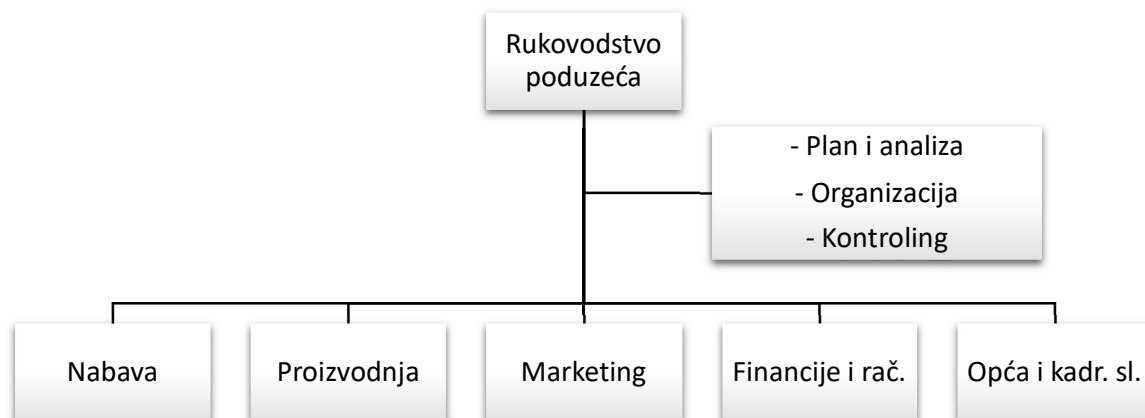 Rukovodstvo
poduzeća
- Plan i analiza
- Organizacija
- Kontroling
Nabava
Proizvodnja
Marketing
Financije i rač.
Opća i kadr. sl.